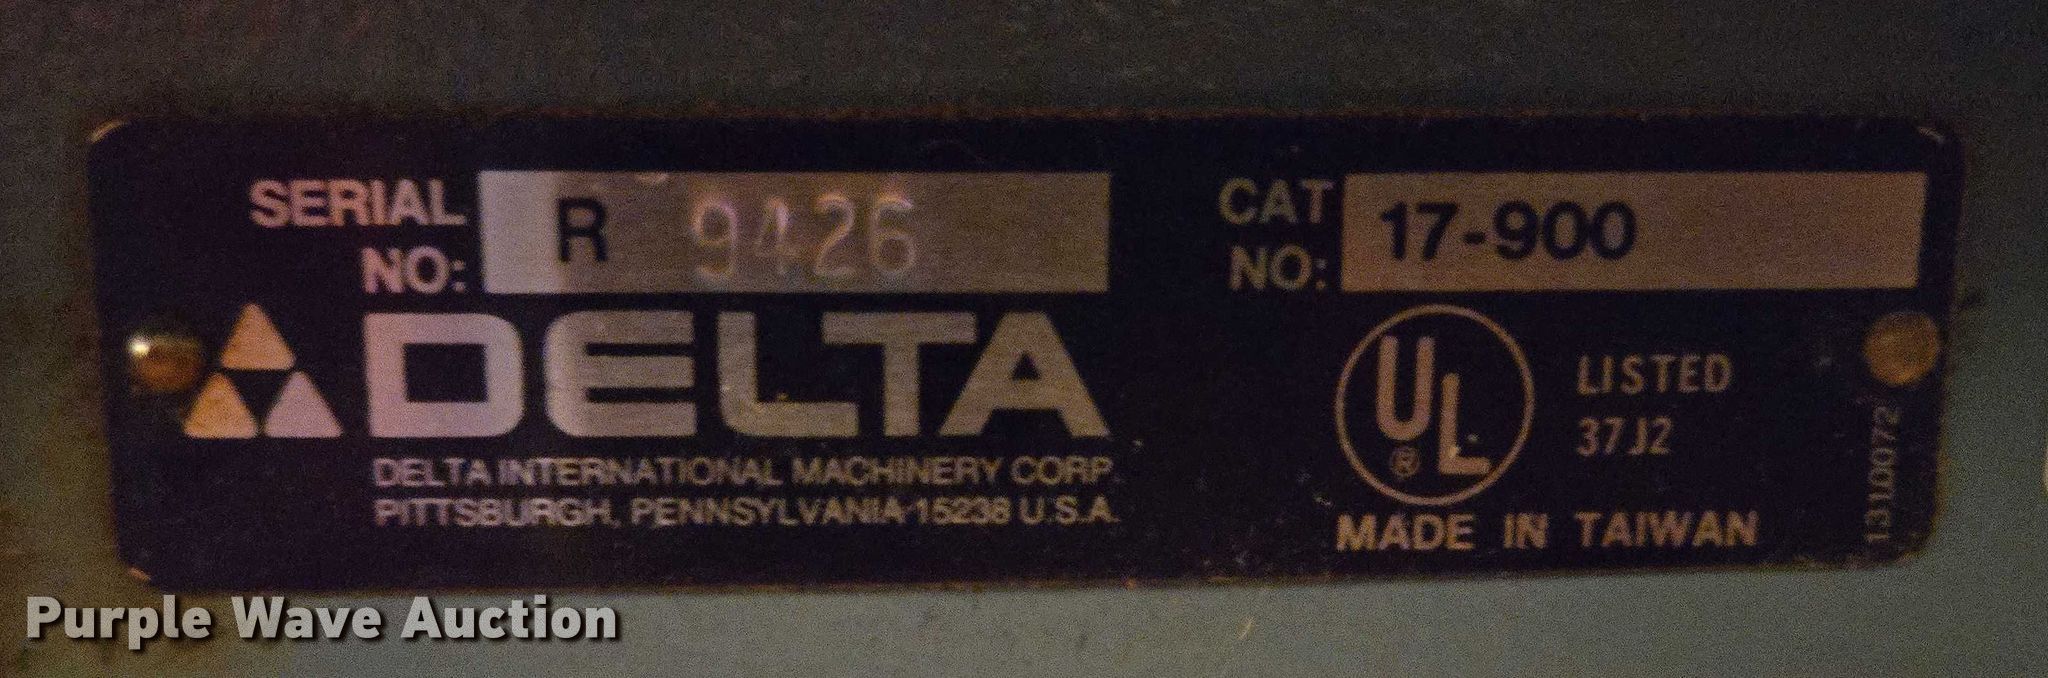 SERIAL NO: R 9426
CAT NO: 17-900
DELTA
DELTA INTERNATIONAL MACHINERY CORP.
PITTSBURGH, PENNSYLVANIA 15238 U.S.A.
UL ®
LISTED
37J2
MADE IN TAIWAN
1310072
Purple Wave Auction